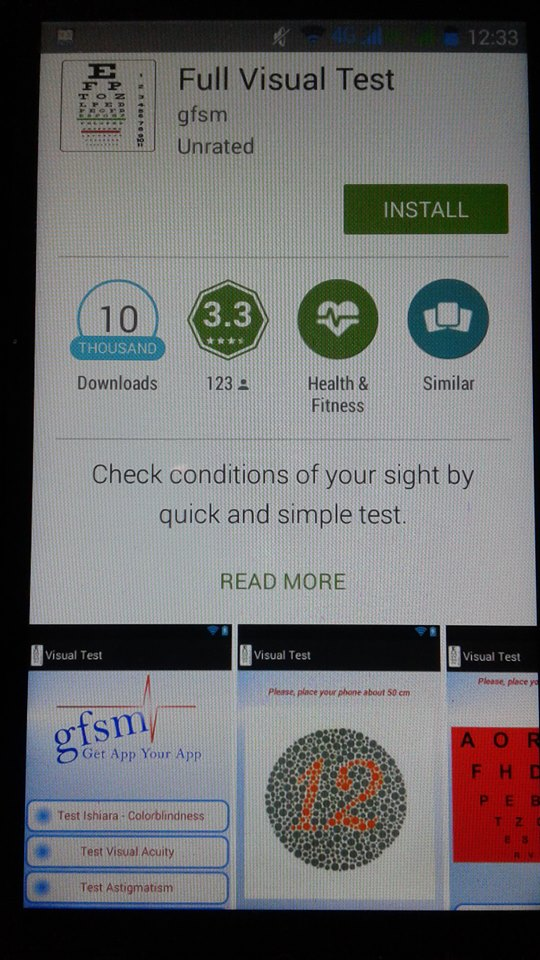 4G
12:33
E
F P
T O Z
L P E D
Full Visual Test
gfsm
Unrated
INSTALL
10
THOUSAND
Downloads
3.3
123
Health &
Fitness
Similar
Check conditions of your sight by
quick and simple test.
READ MORE
Visual Test
gfsm
Get App Your App
Test Ishiara - Colorblindness
Test Visual Acuity
Test Astigmatism
Visual Test
Please, place your phone about 50 cm
12
Visual Test
Please, place yo
A O R
F H D
P E B
T Z